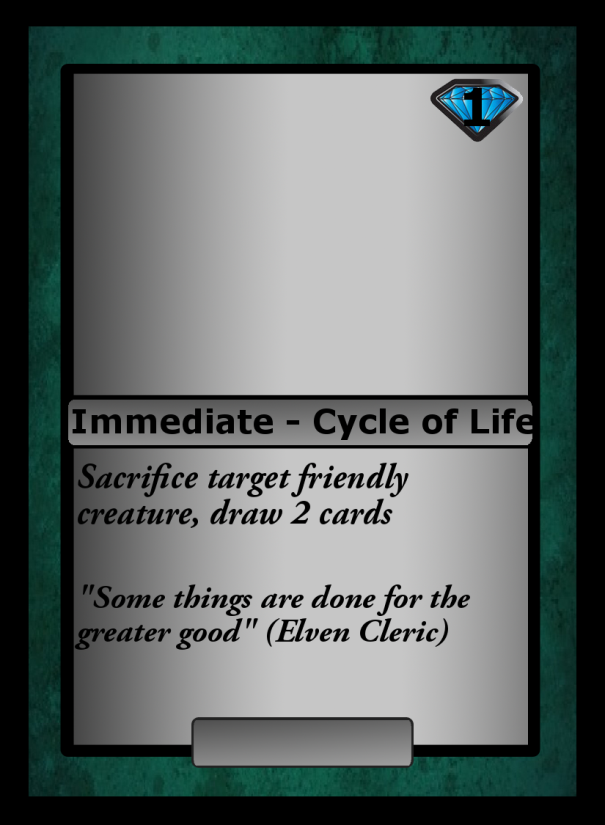 1
Immediate - Cycle of Life
Sacrifice target friendly
creature, draw 2 cards
"Some things are done for the
greater good" (Elven Cleric)